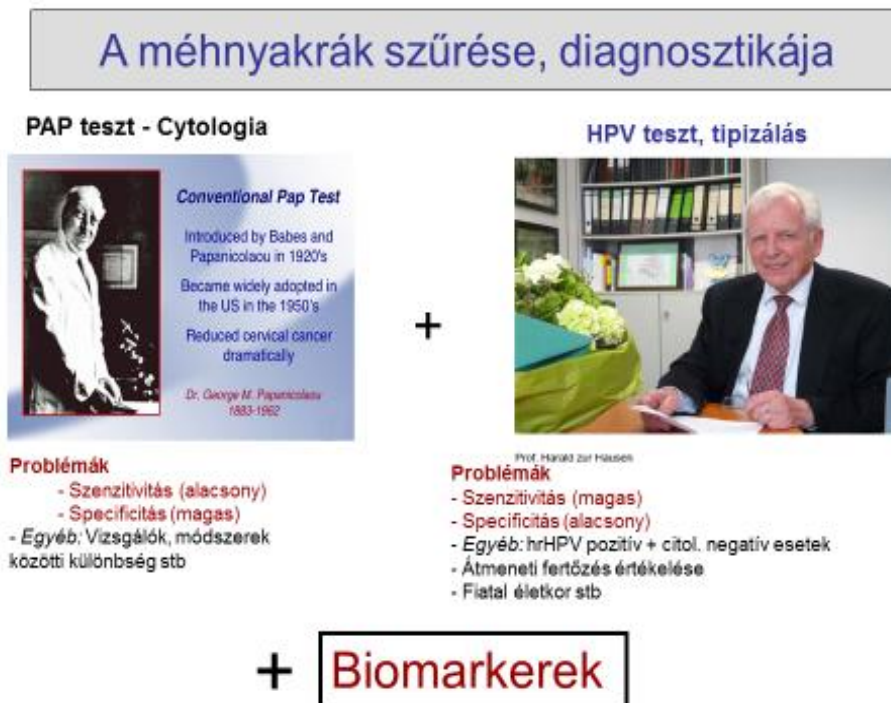 A méhnyakrák szűrése, diagnosztikája
PAP teszt - Cytologia
Conventional Pap Test
Introduced by Babes and
Papanicolaou in 1920's
Became widely adopted in
the US in the 1950's
Reduced cervical cancer
dramatically
Dr. George M. Papanicolaou
1883-1962
Problémák
- Szenzitivitás (alacsony)
- Specificitás (magas)
- Egyéb: Vizsgálók, módszerek
közötti különbség stb
+
HPV teszt, tipizálás
Prof. Harald zur Hausen
Problémák
- Szenzitivitás (magas)
- Specificitás (alacsony)
- Egyéb: hrHPV pozitív + citol. negatív esetek
- Átmeneti fertőzés értékelése
- Fiatal életkor stb
+ Biomarkerek